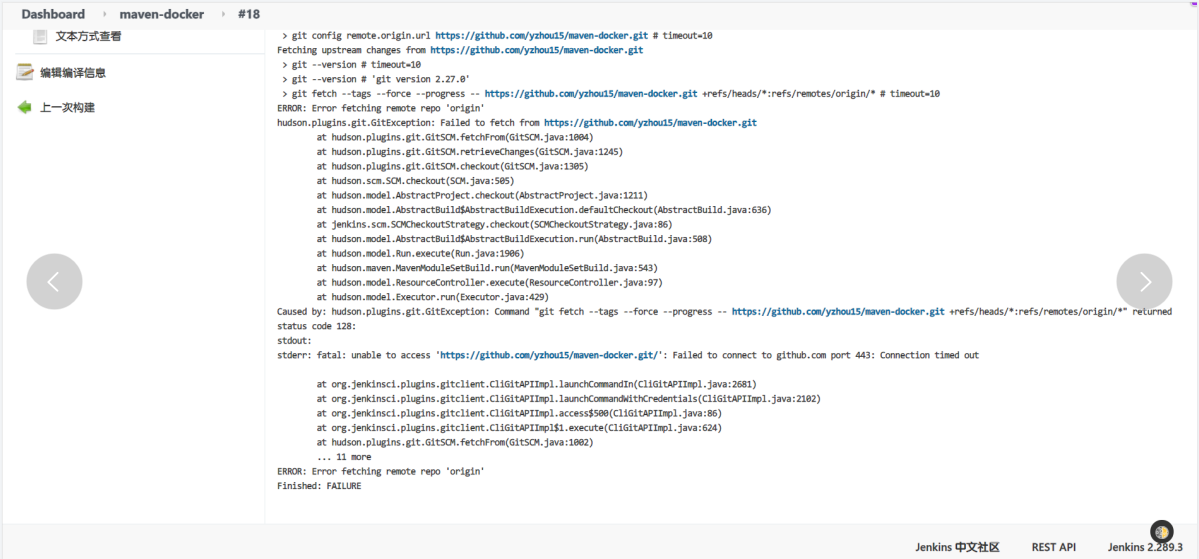 Dashboard › maven-docker › #18
文本方式查看
编辑编译信息
上一次构建
> git config remote.origin.url https://github.com/yzhou15/maven-docker.git # timeout=10
Fetching upstream changes from https://github.com/yzhou15/maven-docker.git
> git --version # timeout=10
> git --version # 'git version 2.27.0'
> git fetch --tags --force --progress -- https://github.com/yzhou15/maven-docker.git +refs/heads/*:refs/remotes/origin/* # timeout=10
ERROR: Error fetching remote repo 'origin'
hudson.plugins.git.GitException: Failed to fetch from https://github.com/yzhou15/maven-docker.git
at hudson.plugins.git.GitSCM.fetchFrom(GitSCM.java:1004)
at hudson.plugins.git.GitSCM.retrieveChanges(GitSCM.java:1245)
at hudson.plugins.git.GitSCM.checkout(GitSCM.java:1305)
at hudson.scm.SCM.checkout(SCM.java:505)
at hudson.model.AbstractProject.checkout(AbstractProject.java:1211)
at hudson.model.AbstractBuild$AbstractBuildExecution.defaultCheckout(AbstractBuild.java:636)
at jenkins.scm.SCMCheckoutStrategy.checkout(SCMCheckoutStrategy.java:86)
at hudson.model.AbstractBuild$AbstractBuildExecution.run(AbstractBuild.java:508)
at hudson.model.Run.execute(Run.java:1906)
at hudson.maven.MavenModuleSetBuild.run(MavenModuleSetBuild.java:543)
at hudson.model.ResourceController.execute(ResourceController.java:97)
at hudson.model.Executor.run(Executor.java:429)
Caused by: hudson.plugins.git.GitException: Command "git fetch --tags --force --progress -- https://github.com/yzhou15/maven-docker.git +refs/heads/*:refs/remotes/origin/*" returned
status code 128:
stdout:
stderr: fatal: unable to access 'https://github.com/yzhou15/maven-docker.git/': Failed to connect to github.com port 443: Connection timed out
at org.jenkinsci.plugins.gitclient.CliGitAPIImpl.launchCommandIn(CliGitAPIImpl.java:2681)
at org.jenkinsci.plugins.gitclient.CliGitAPIImpl.launchCommandWithCredentials(CliGitAPIImpl.java:2102)
at org.jenkinsci.plugins.gitclient.CliGitAPIImpl.access$500(CliGitAPIImpl.java:86)
at org.jenkinsci.plugins.gitclient.CliGitAPIImpl$1.execute(CliGitAPIImpl.java:624)
at hudson.plugins.git.GitSCM.fetchFrom(GitSCM.java:1002)
... 11 more
ERROR: Error fetching remote repo 'origin'
Finished: FAILURE
Jenkins 中文社区 REST API Jenkins 2.289.3